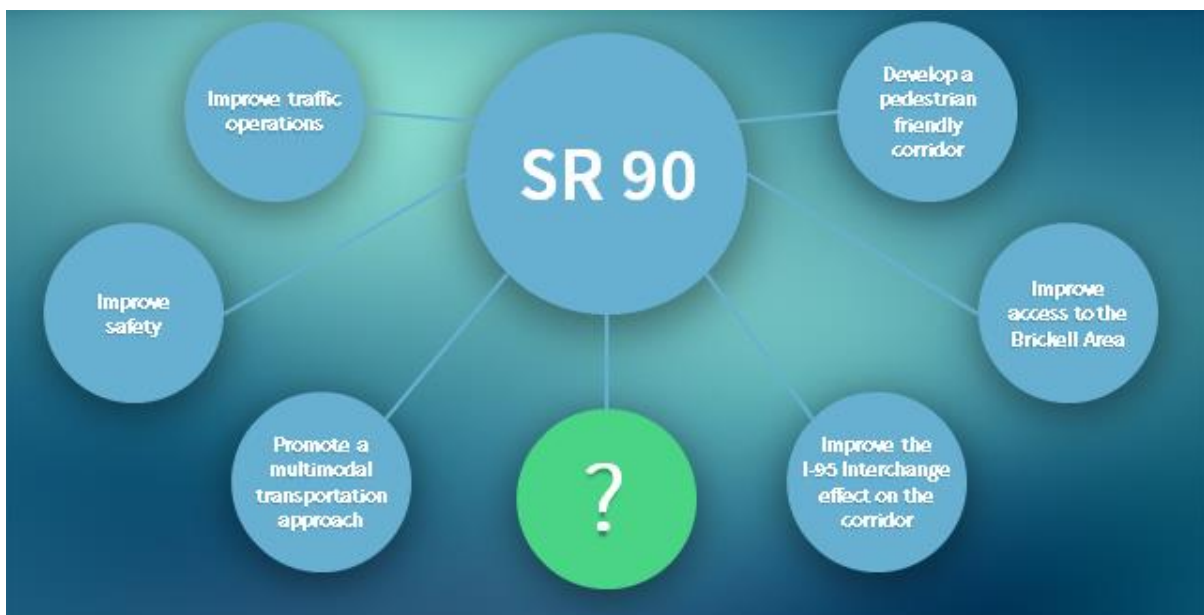 SR 90
Improve traffic
operations
Improve
safety
Promote a
multimodal
transportation
approach
?
Improve the
I-95 Interchange
effect on the
corridor
Improve
access to the
Brickell Area
Develop a
pedestrian
friendly
corridor